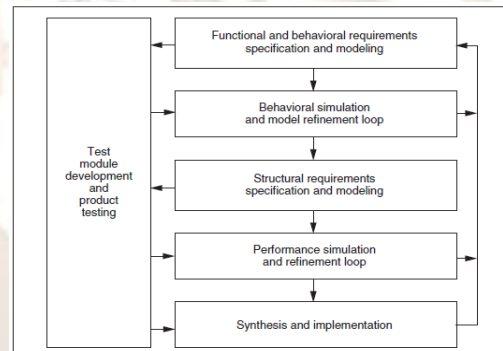 Functional and behavioral requirements
specification and modeling
Behavioral simulation
and model refinement loop
Test
module
development
and
product
testing
Structural requirements
specification and modeling
Performance simulation
and refinement loop
Synthesis and implementation